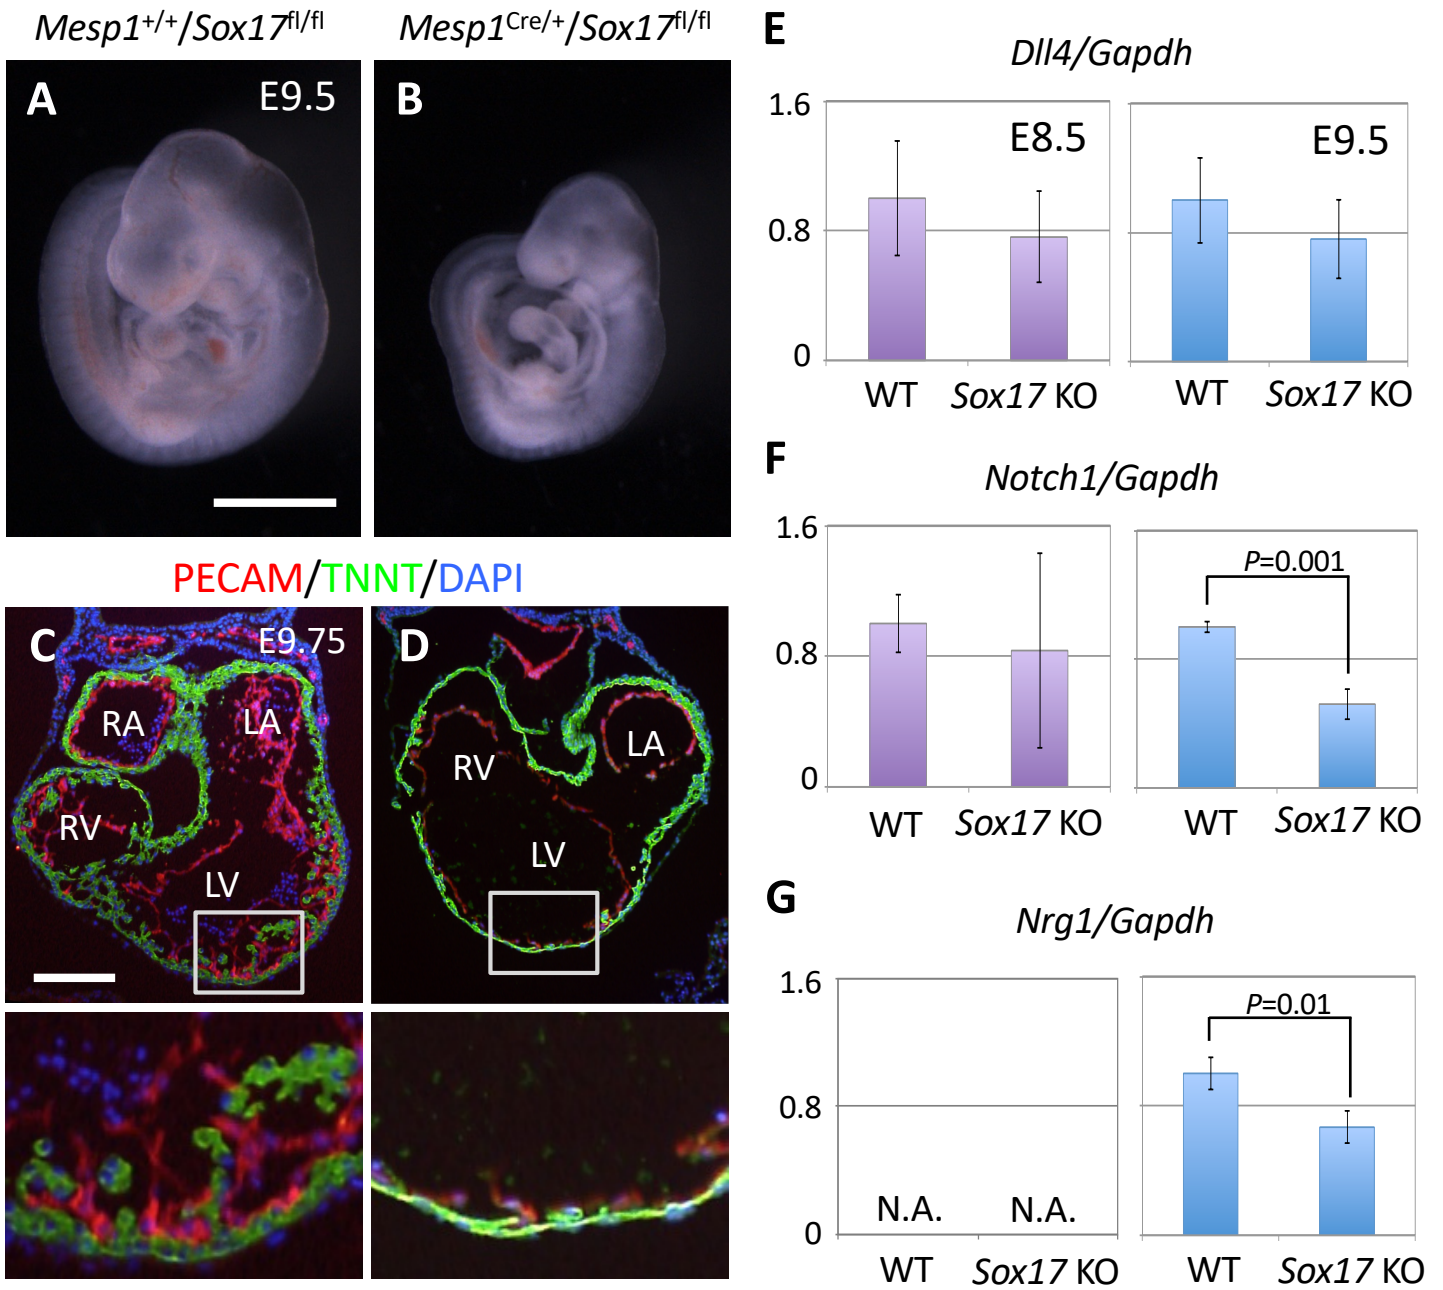 Mesp1+/+/Sox17fl/fl
Mesp1Cre/+/Sox17fl/fl
A
E9.5
B
PECAM/TNNT/DAPI
C
E9.75
RA
LA
RV
LV
D
RV
LA
LV
E
Dll4/Gapdh
1.6
0.8
0
E8.5
E9.5
WT
Sox17 KO
WT
Sox17 KO
F
Notch1/Gapdh
1.6
0.8
0
P=0.001
WT
Sox17 KO
WT
Sox17 KO
G
Nrg1/Gapdh
1.6
0.8
0
N.A.
N.A.
P=0.01
WT
Sox17 KO
WT
Sox17 KO